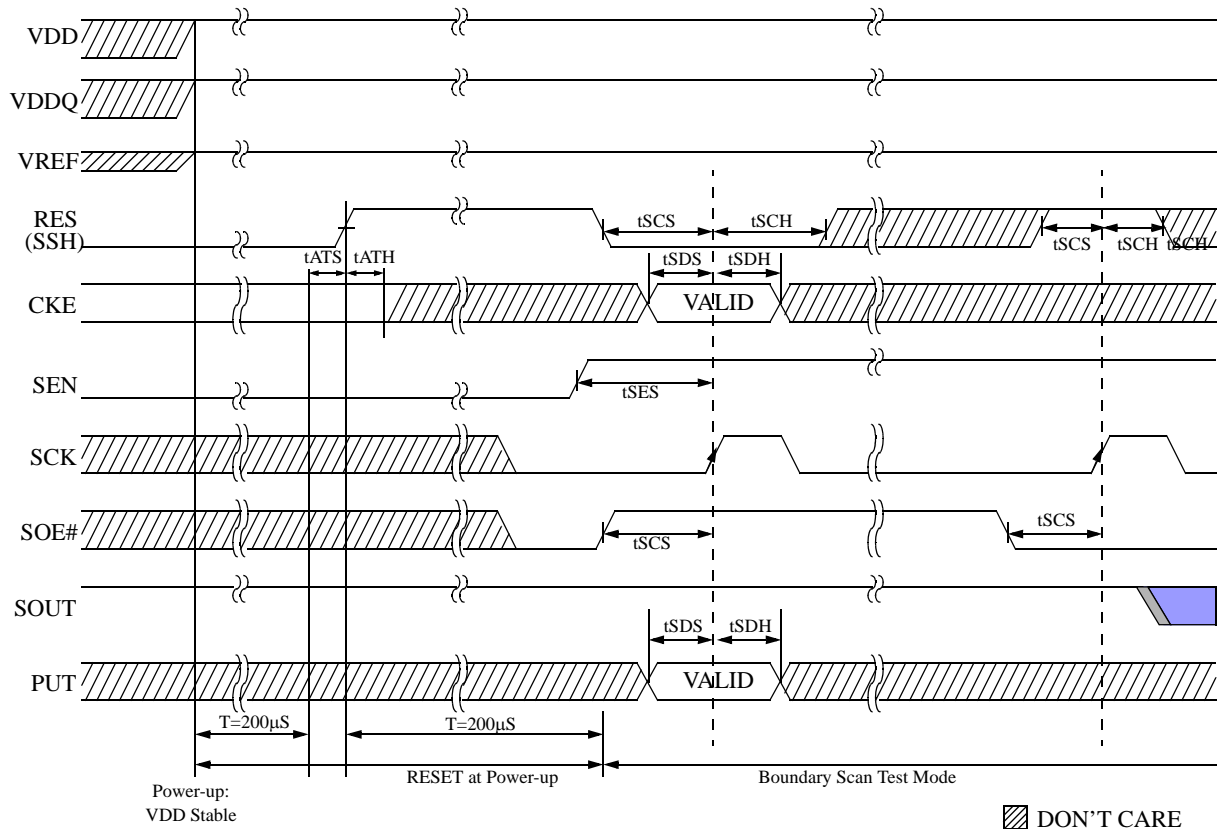 VDD
VDDQ
VREF
RES
(SSH)
tSCS
tSCH
tSCS
tSCH
tSCH
tATS
tATH
tSDS
tSDH
CKE
VALID
SEN
tSES
SCK
SOE#
tSCS
tSCS
SOUT
tSDS
tSDH
PUT
VALID
T=200μS
T=200μS
RESET at Power-up
Boundary Scan Test Mode
Power-up:
VDD Stable
DON'T CARE